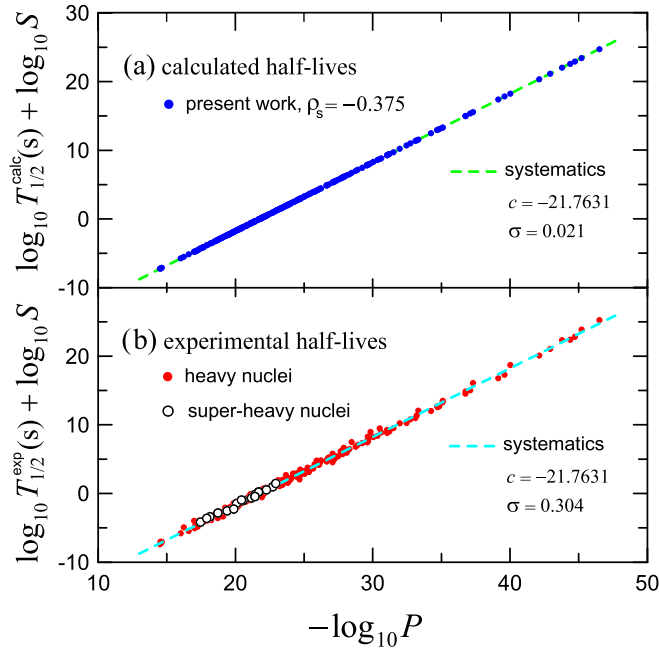 30
20
10
0
-10
log₁₀ T₁/₂ᶜᵃˡᶜ(s) + log₁₀ S
(a) calculated half-lives
present work, ρₛ = −0.375
systematics
c = −21.7631
σ = 0.021
20
10
0
-10
log₁₀ T₁/₂ᵉˣᵖ(s) + log₁₀ S
(b) experimental half-lives
heavy nuclei
super-heavy nuclei
systematics
c = −21.7631
σ = 0.304
10 20 30 40 50
−log₁₀ P